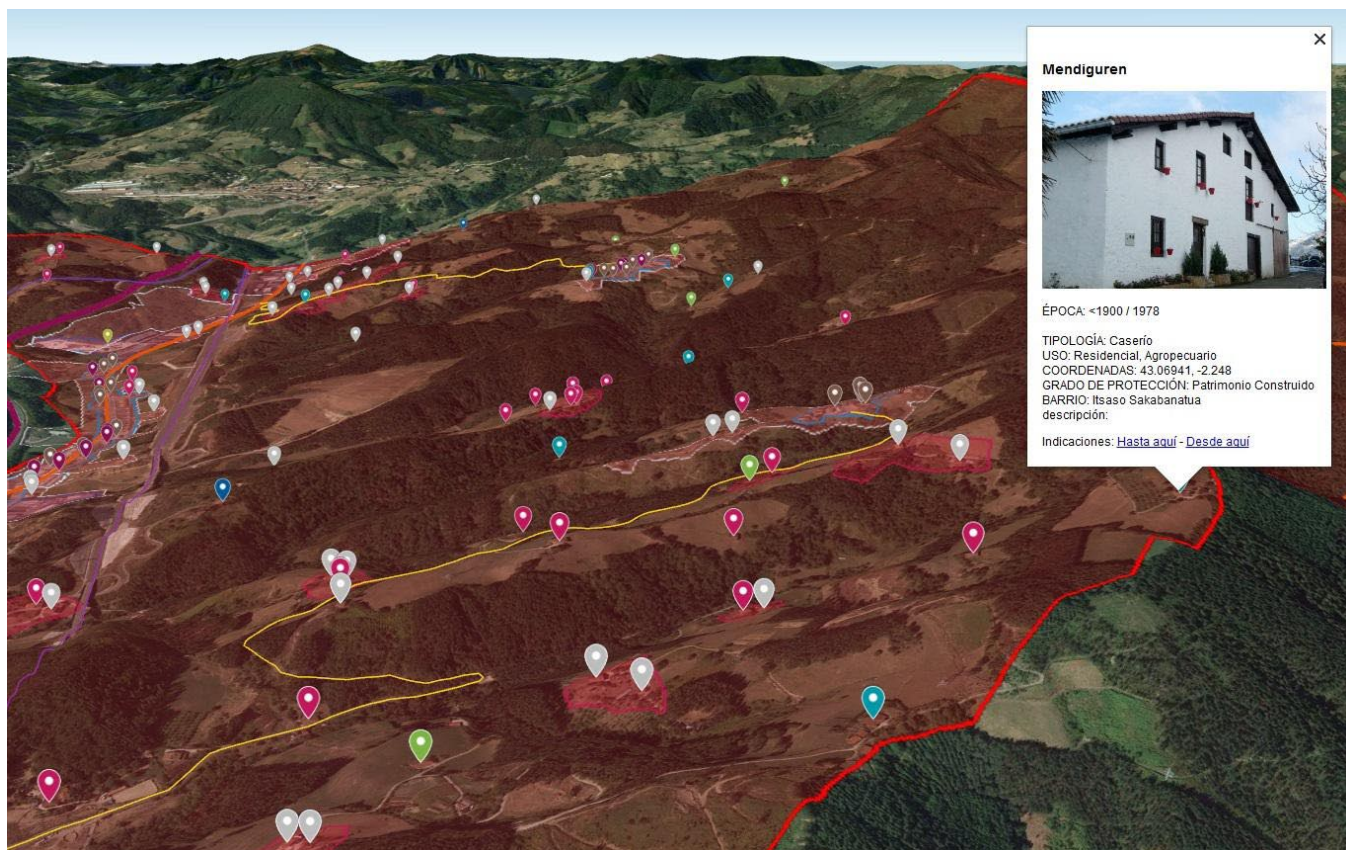 Mendiguren
ÉPOCA: <1900 / 1978
TIPOLOGÍA: Caserío
USO: Residencial, Agropecuario
COORDENADAS: 43.06941, -2.248
GRADO DE PROTECCIÓN: Patrimonio Construido
BARRIO: Itsaso Sakabanatua
descripción:
Indicaciones: Hasta aquí - Desde aquí